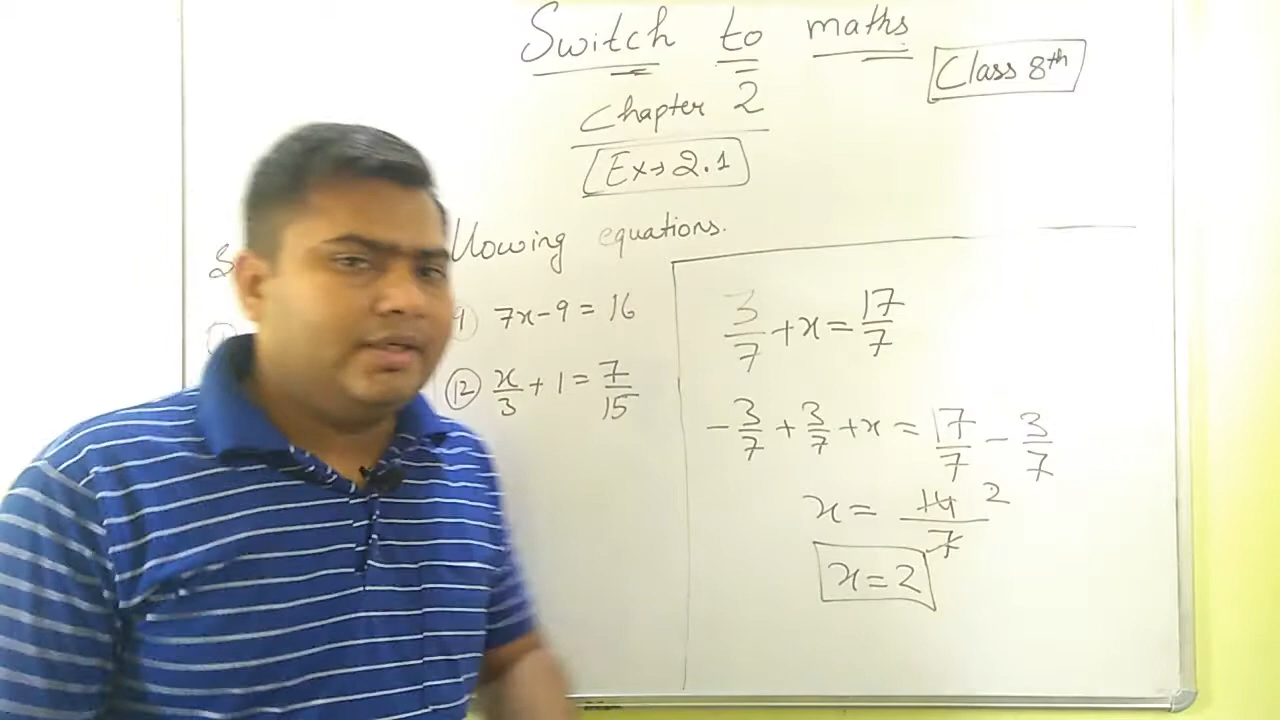 Switch to maths
Class 8th
Chapter 2
Ex→2.1
llowing equations.
7x-9=16
(12) x/3 + 1 = 7/15
3/7 + x = 17/7
-3/7 + 3/7 + x = 17/7 - 3/7
x = 14/7 2
x=2